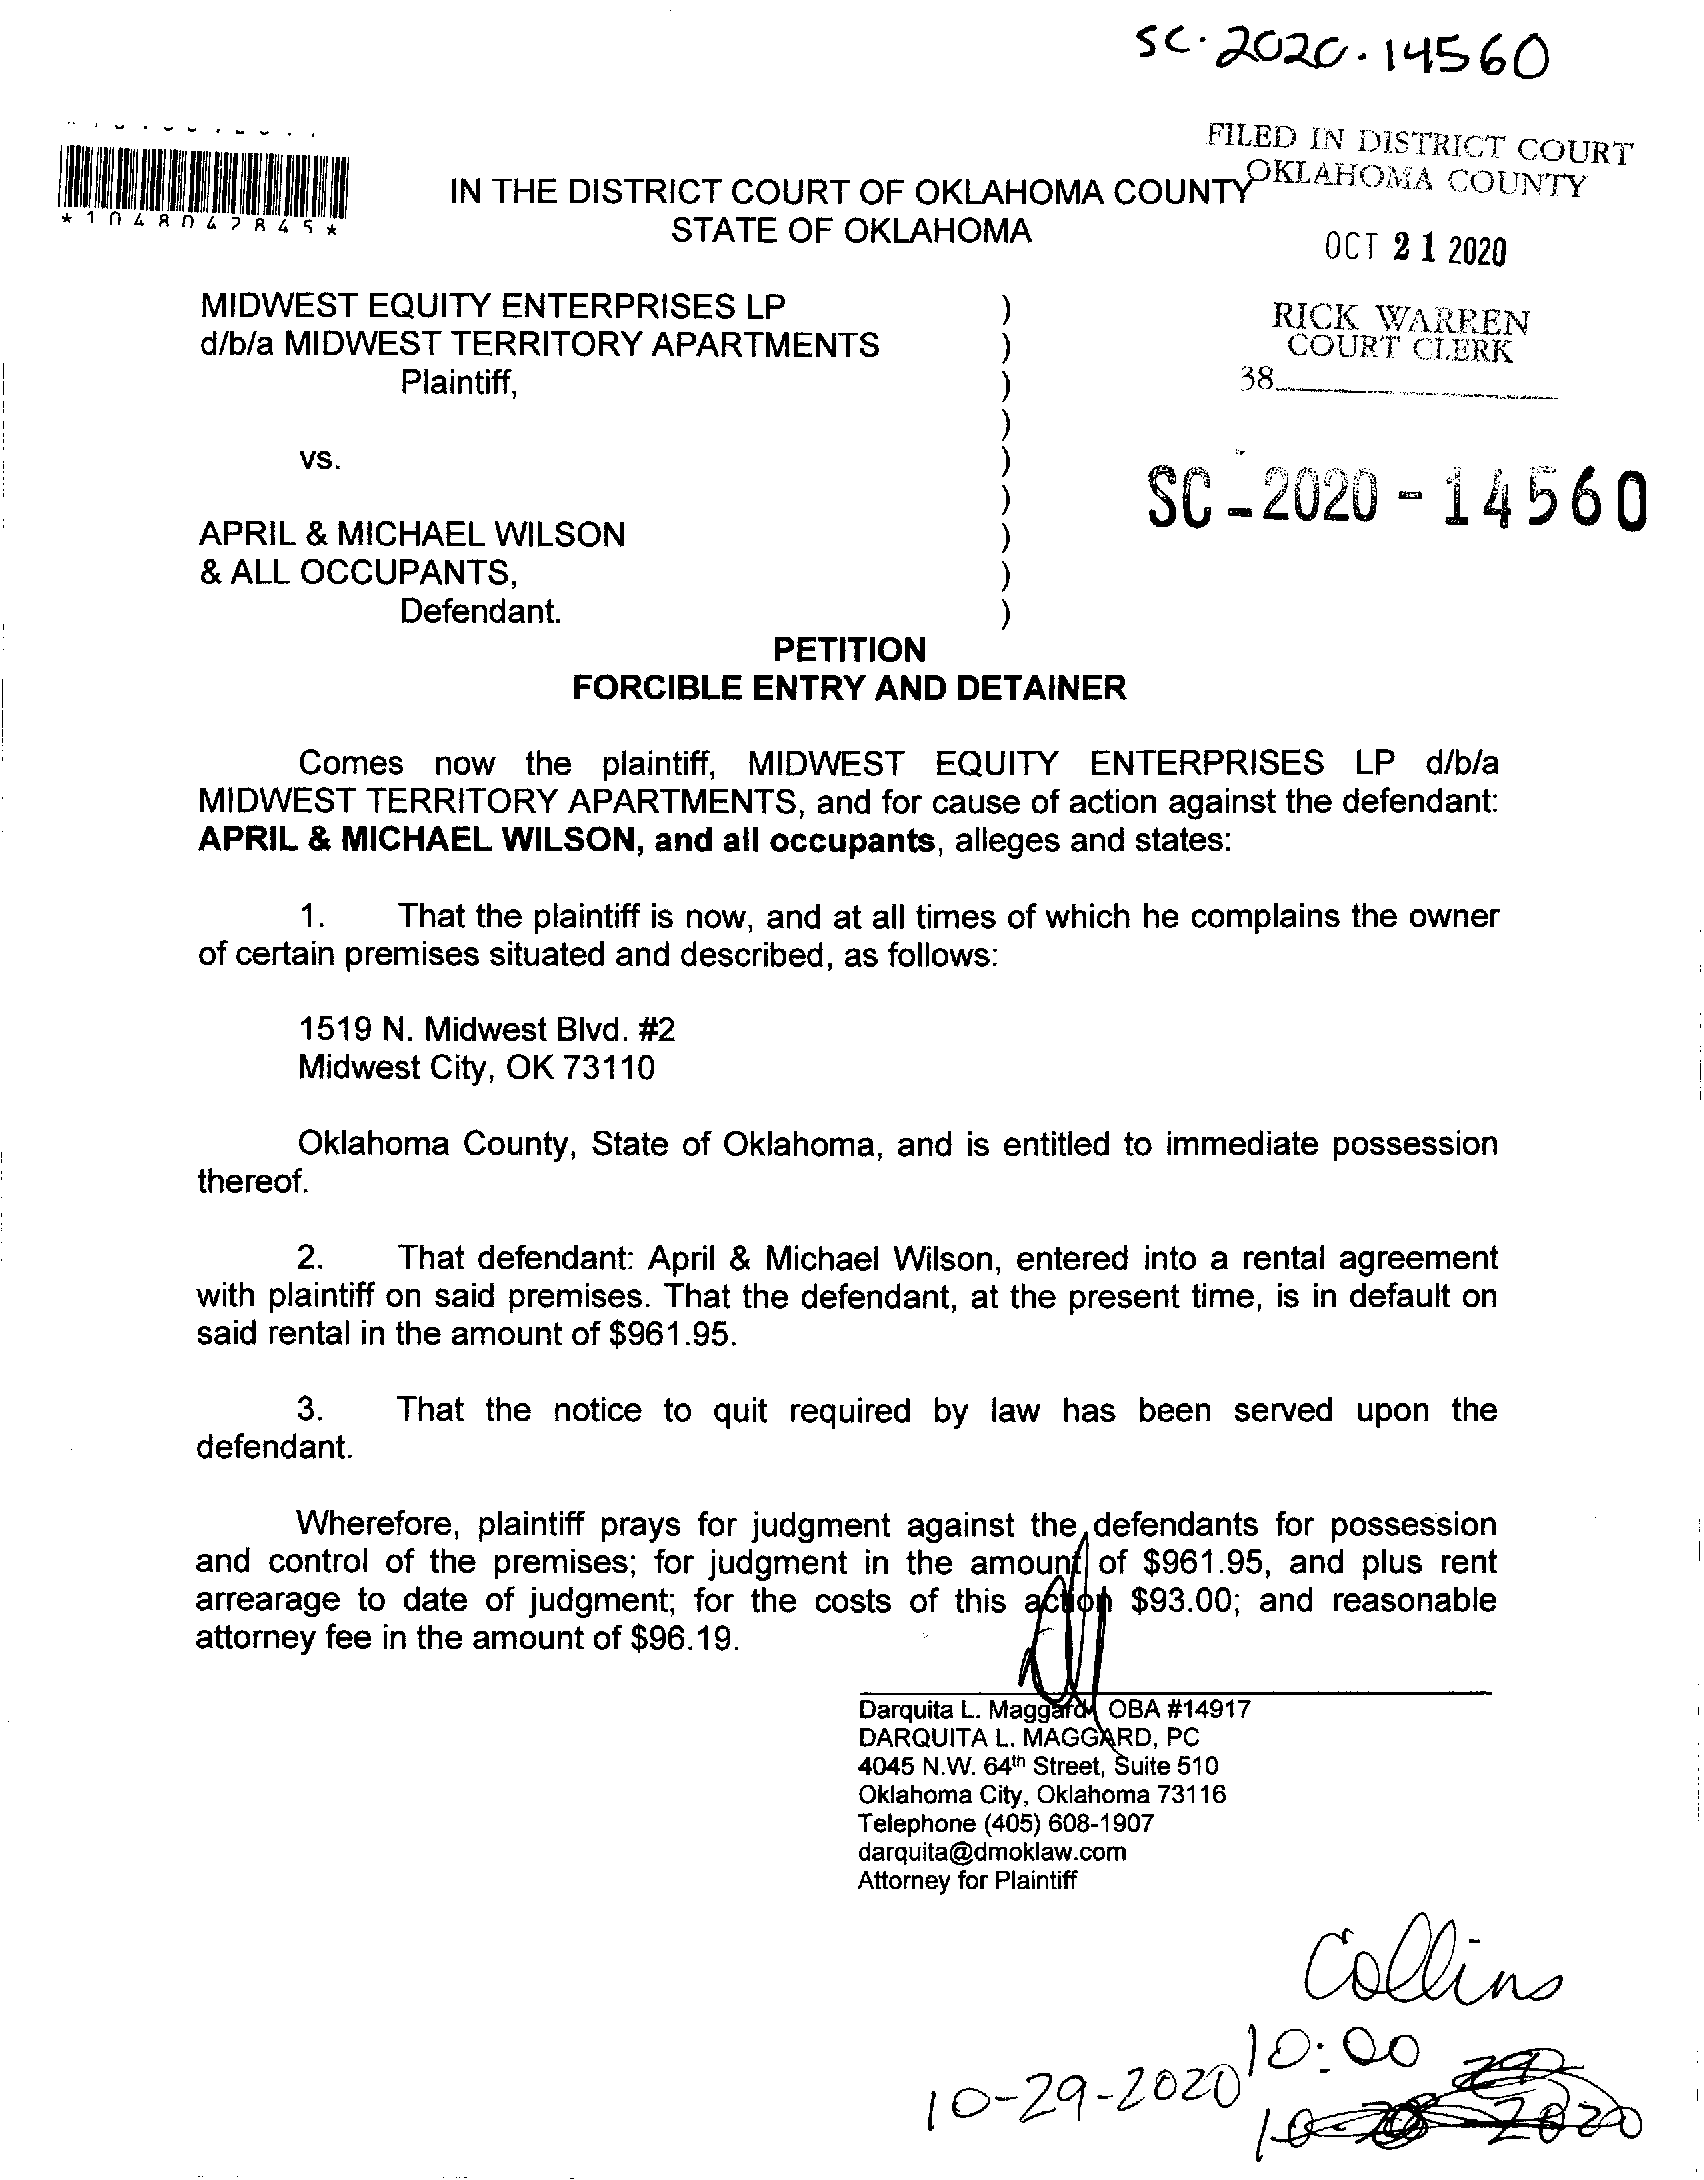 SC-2020-14560
FILED IN DISTRICT COURT
OKLAHOMA COUNTY
*1048042845*
IN THE DISTRICT COURT OF OKLAHOMA COUNTY
STATE OF OKLAHOMA
OCT 21 2020
MIDWEST EQUITY ENTERPRISES LP )
d/b/a MIDWEST TERRITORY APARTMENTS )
Plaintiff, )
)
vs. )
)
APRIL & MICHAEL WILSON )
& ALL OCCUPANTS, )
Defendant. )
RICK WARREN
COURT CLERK
38
SC-2020-14560
PETITION
FORCIBLE ENTRY AND DETAINER
Comes now the plaintiff, MIDWEST EQUITY ENTERPRISES LP d/b/a
MIDWEST TERRITORY APARTMENTS, and for cause of action against the defendant:
APRIL & MICHAEL WILSON, and all occupants, alleges and states:
1. That the plaintiff is now, and at all times of which he complains the owner
of certain premises situated and described, as follows:
1519 N. Midwest Blvd. #2
Midwest City, OK 73110
Oklahoma County, State of Oklahoma, and is entitled to immediate possession
thereof.
2. That defendant: April & Michael Wilson, entered into a rental agreement
with plaintiff on said premises. That the defendant, at the present time, is in default on
said rental in the amount of $961.95.
3. That the notice to quit required by law has been served upon the
defendant.
Wherefore, plaintiff prays for judgment against the defendants for possession
and control of the premises; for judgment in the amount of $961.95, and plus rent
arrearage to date of judgment; for the costs of this action $93.00; and reasonable
attorney fee in the amount of $96.19.
Darquita L. Maggard, OBA #14917
DARQUITA L. MAGGARD, PC
4045 N.W. 64th Street, Suite 510
Oklahoma City, Oklahoma 73116
Telephone (405) 608-1907
darquita@dmoklaw.com
Attorney for Plaintiff
Collins
10:00
10-29-2020